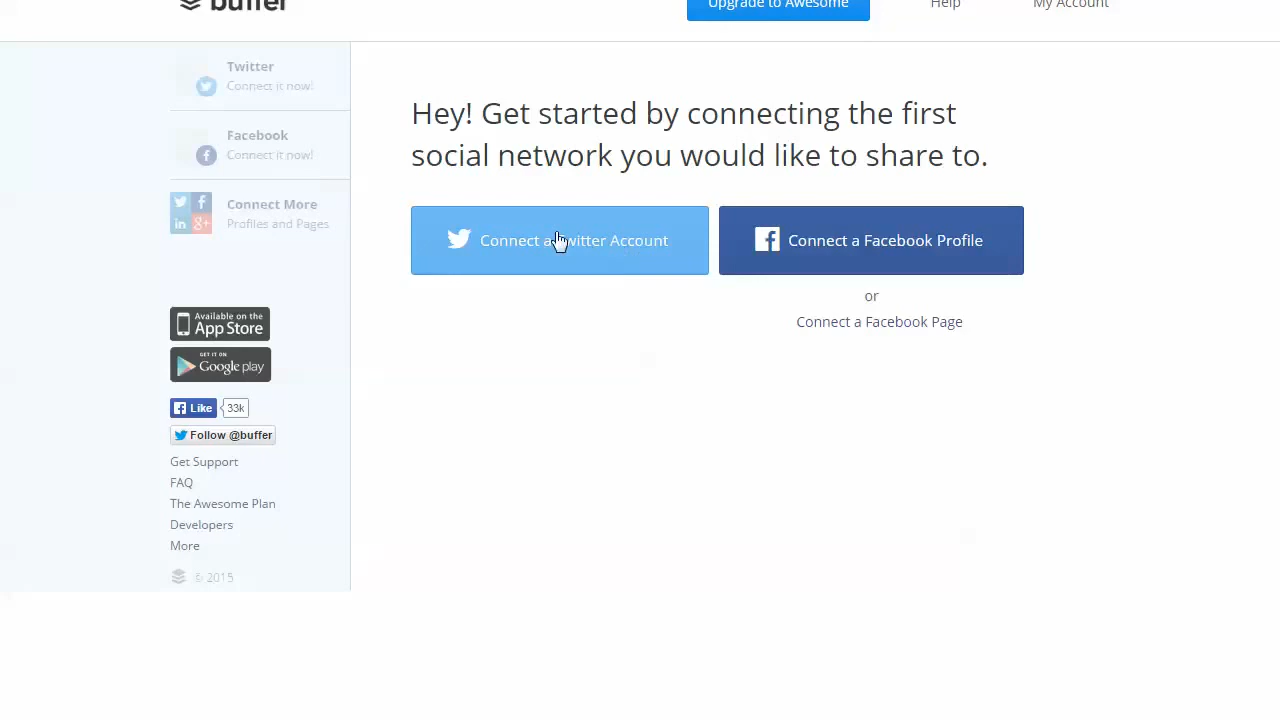 buffer
Upgrade to Awesome
Help
My Account
Twitter
Connect it now!
Facebook
Connect it now!
Connect More
Profiles and Pages
Available on the
App Store
GET IT ON
Google play
Like
33k
Follow @buffer
Get Support
FAQ
The Awesome Plan
Developers
More
© 2015
Hey! Get started by connecting the first
social network you would like to share to.
Connect a Twitter Account
Connect a Facebook Profile
or
Connect a Facebook Page